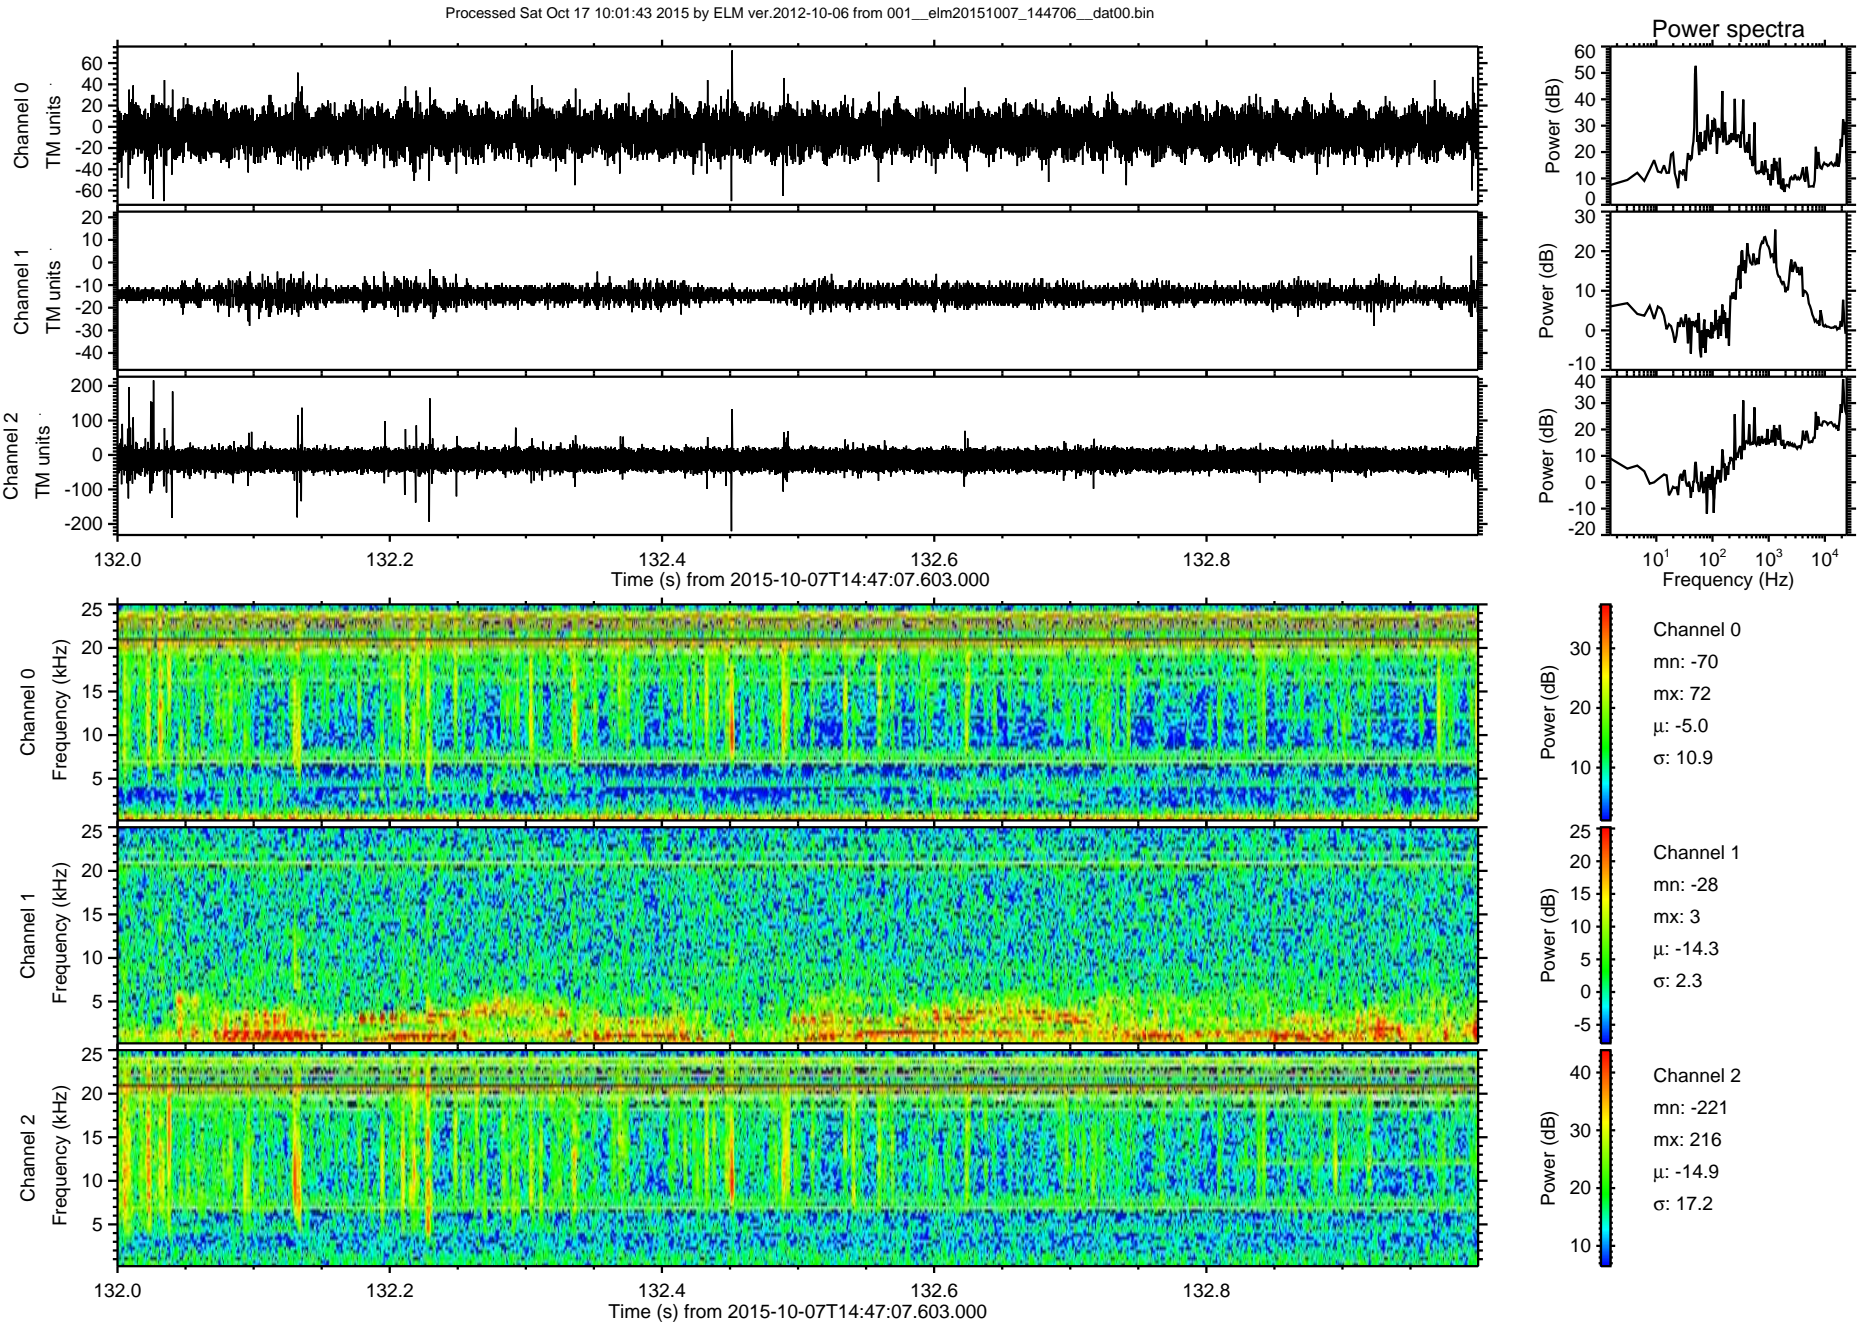 Processed Sat Oct 17 10:01:43 2015 by ELM ver.2012-10-06 from 001__elm20151007_144706__dat00.bin
Power spectra
Channel 0
TM units
60
40
20
0
-20
-40
-60
Power (dB)
60
50
40
30
20
10
0
Channel 1
TM units
20
10
0
-10
-20
-30
-40
Power (dB)
30
20
10
0
-10
Channel 2
TM units
200
100
0
-100
-200
Power (dB)
40
30
20
10
0
-10
-20
132.0 132.2 132.4 132.6 132.8
Time (s) from 2015-10-07T14:47:07.603.000
10^1 10^2 10^3 10^4
Frequency (Hz)
Channel 0
Frequency (kHz)
25
20
15
10
5
Power (dB)
30
20
10
Channel 0
mn: -70
mx: 72
µ: -5.0
σ: 10.9
Channel 1
Frequency (kHz)
25
20
15
10
5
Power (dB)
25
20
15
10
5
0
-5
Channel 1
mn: -28
mx: 3
µ: -14.3
σ: 2.3
Channel 2
Frequency (kHz)
25
20
15
10
5
Power (dB)
40
30
20
10
Channel 2
mn: -221
mx: 216
µ: -14.9
σ: 17.2
132.0 132.2 132.4 132.6 132.8
Time (s) from 2015-10-07T14:47:07.603.000